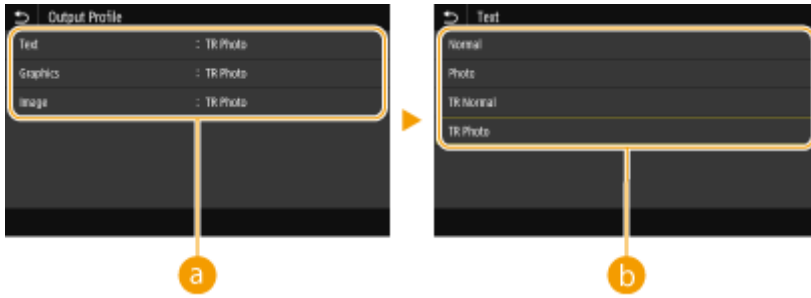 Output Profile
Text : TR Photo
Graphics : TR Photo
Image : TR Photo
a
Text
Normal
Photo
TR Normal
TR Photo
b